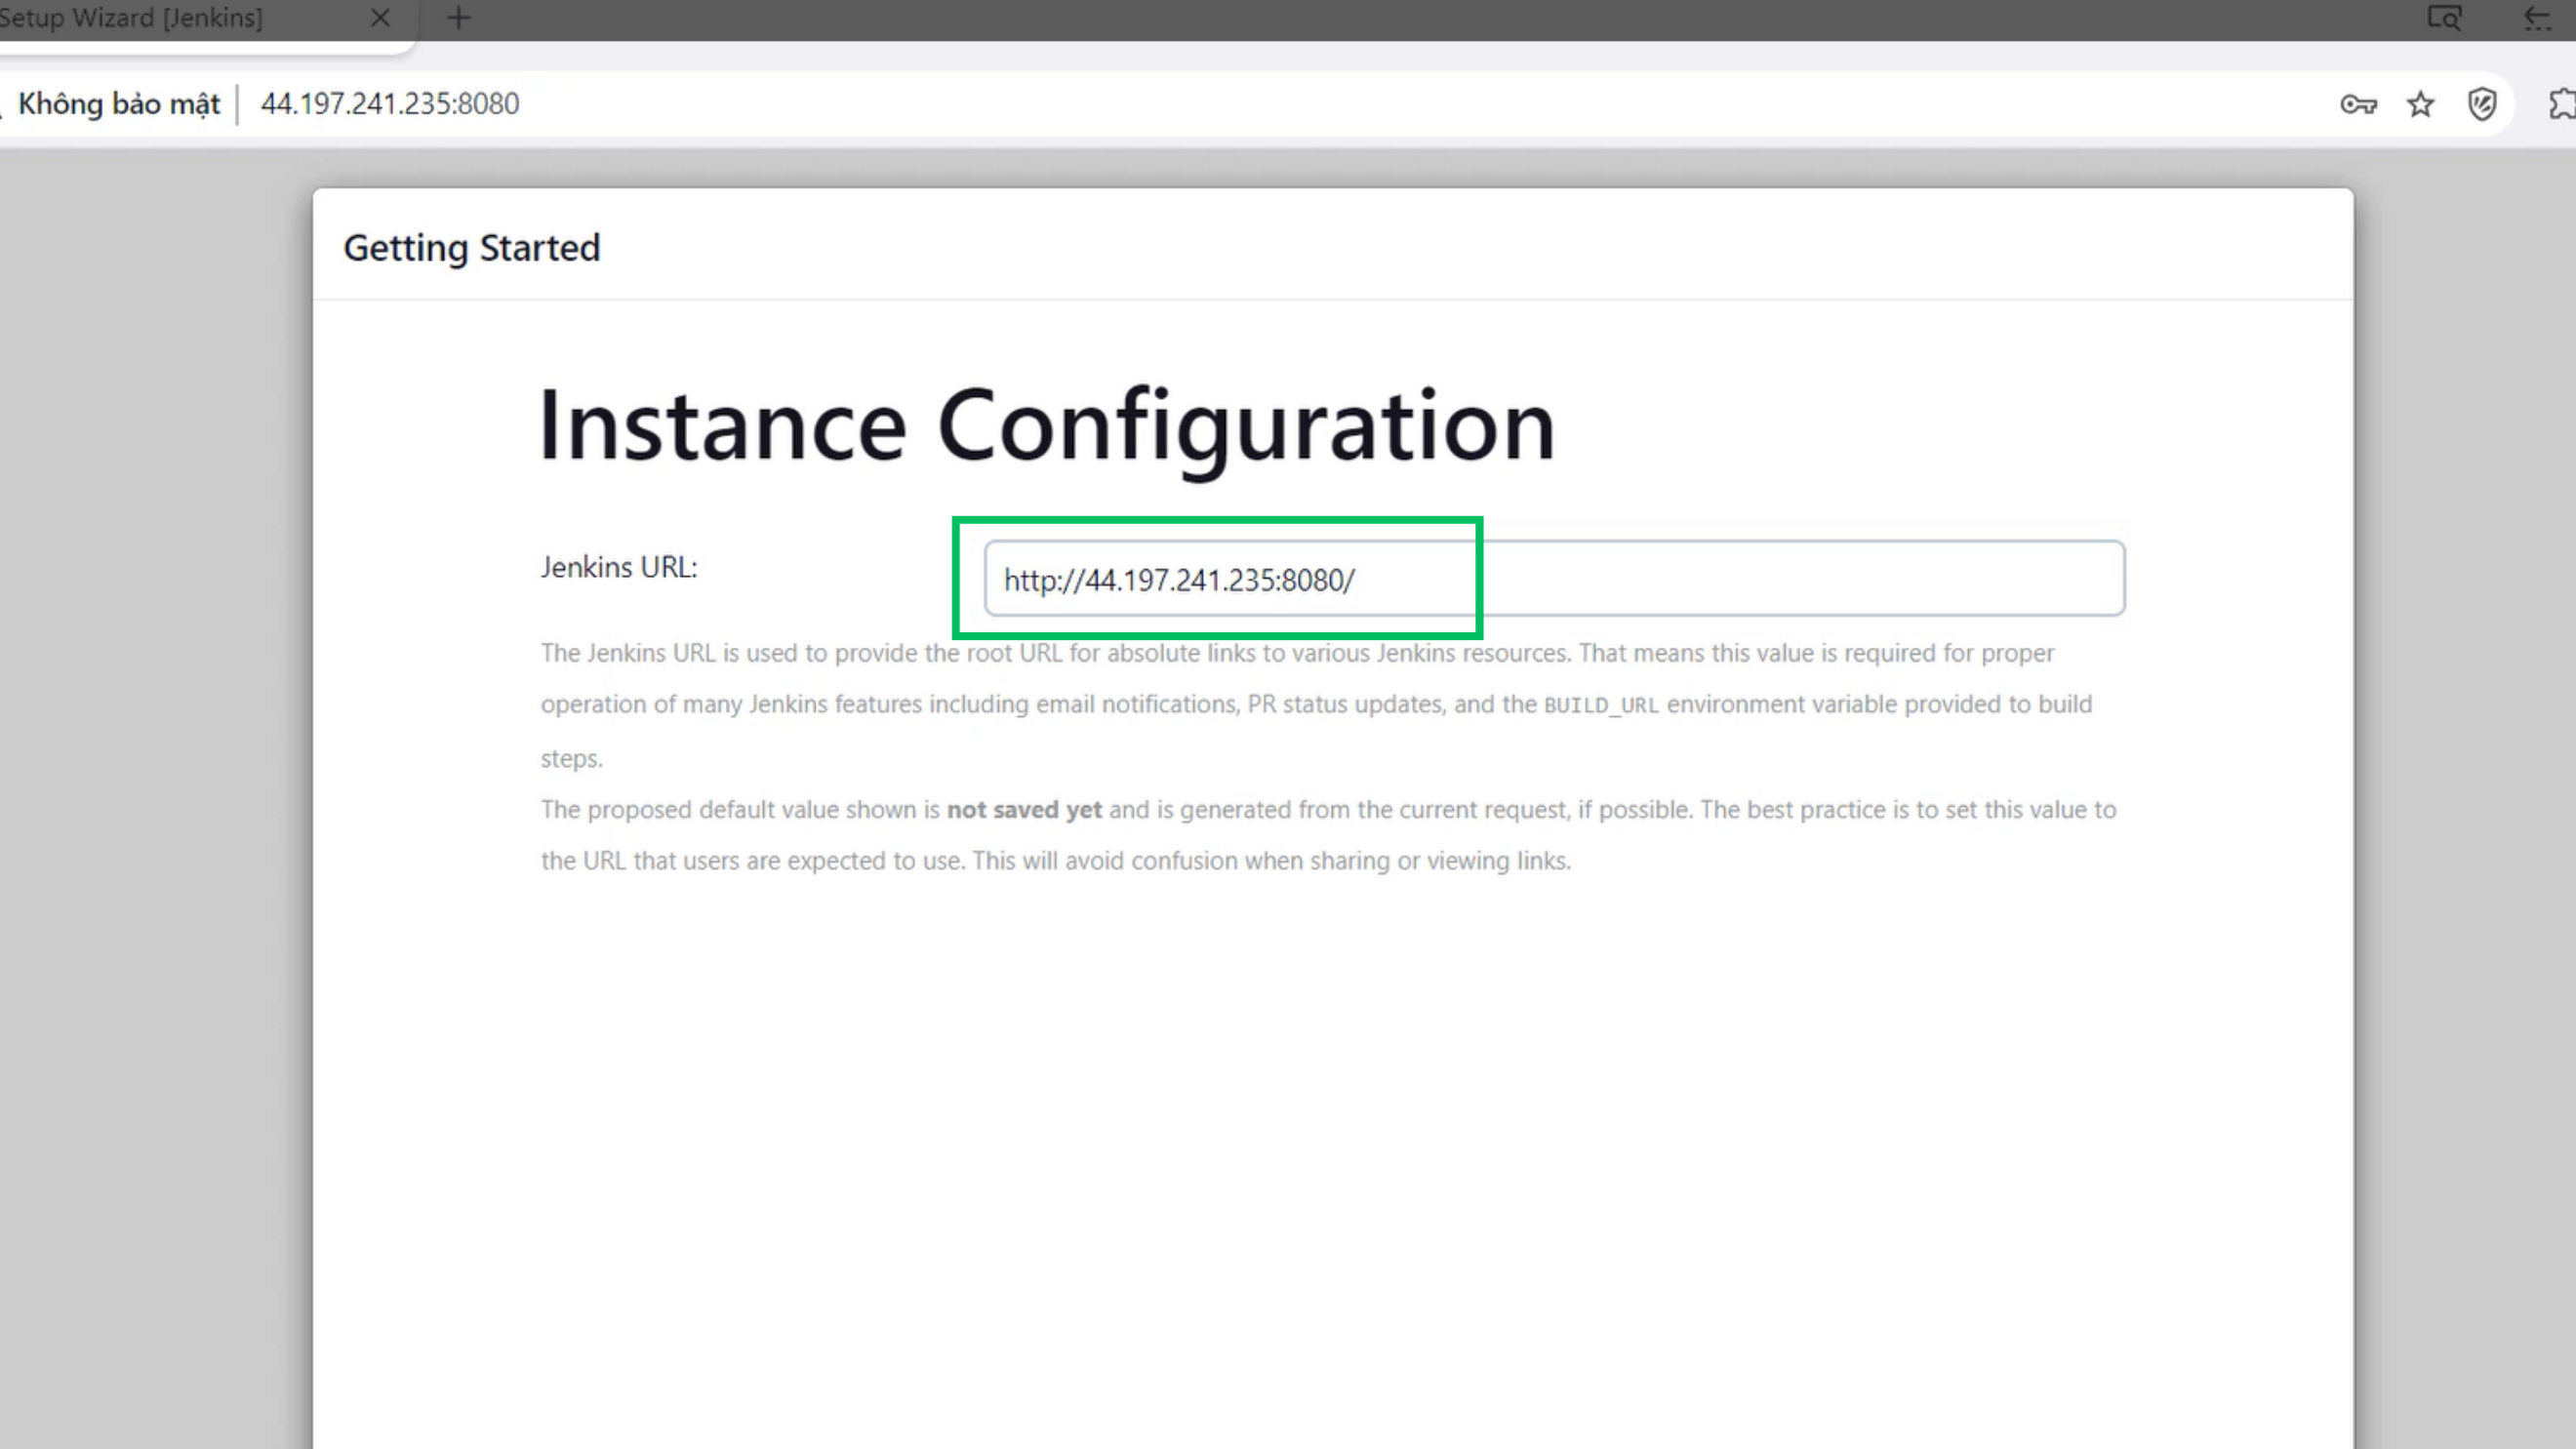 Setup Wizard [Jenkins]
Không bảo mật
44.197.241.235:8080
Getting Started
Instance Configuration
Jenkins URL:
http://44.197.241.235:8080/
The Jenkins URL is used to provide the root URL for absolute links to various Jenkins resources. That means this value is required for proper
operation of many Jenkins features including email notifications, PR status updates, and the BUILD_URL environment variable provided to build
steps.
The proposed default value shown is not saved yet and is generated from the current request, if possible. The best practice is to set this value to
the URL that users are expected to use. This will avoid confusion when sharing or viewing links.